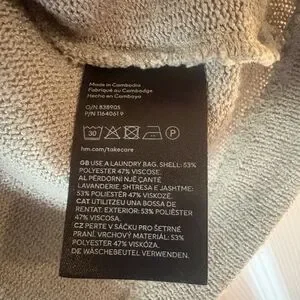 Made in Cambodia
Fabriqué au Cambodge
Hecho en Camboya
O/N 838905
P/N 1164061 9
30
P
hm.com/takecare
GB USE A LAUNDRY BAG. SHELL: 53%
POLYESTER 47% VISCOSE.
AL PËRDORNI NJË ÇANTË
LAVANDERIE. SHTRESA E JASHTME:
53% POLIESTËR 47% VISKOZË.
CAT UTILITZEU UNA BOSSA DE
RENTAT. EXTERIOR: 53% POLIÈSTER
47% VISCOSA.
CZ PERTE V SÁČKU PRO ŠETRNÉ
PRANÍ. VRCHOVÝ MATERIÁL: 53%
POLYESTER 47% VISKÓZA.
DE WÄSCHEBEUTEL VERWENDEN.